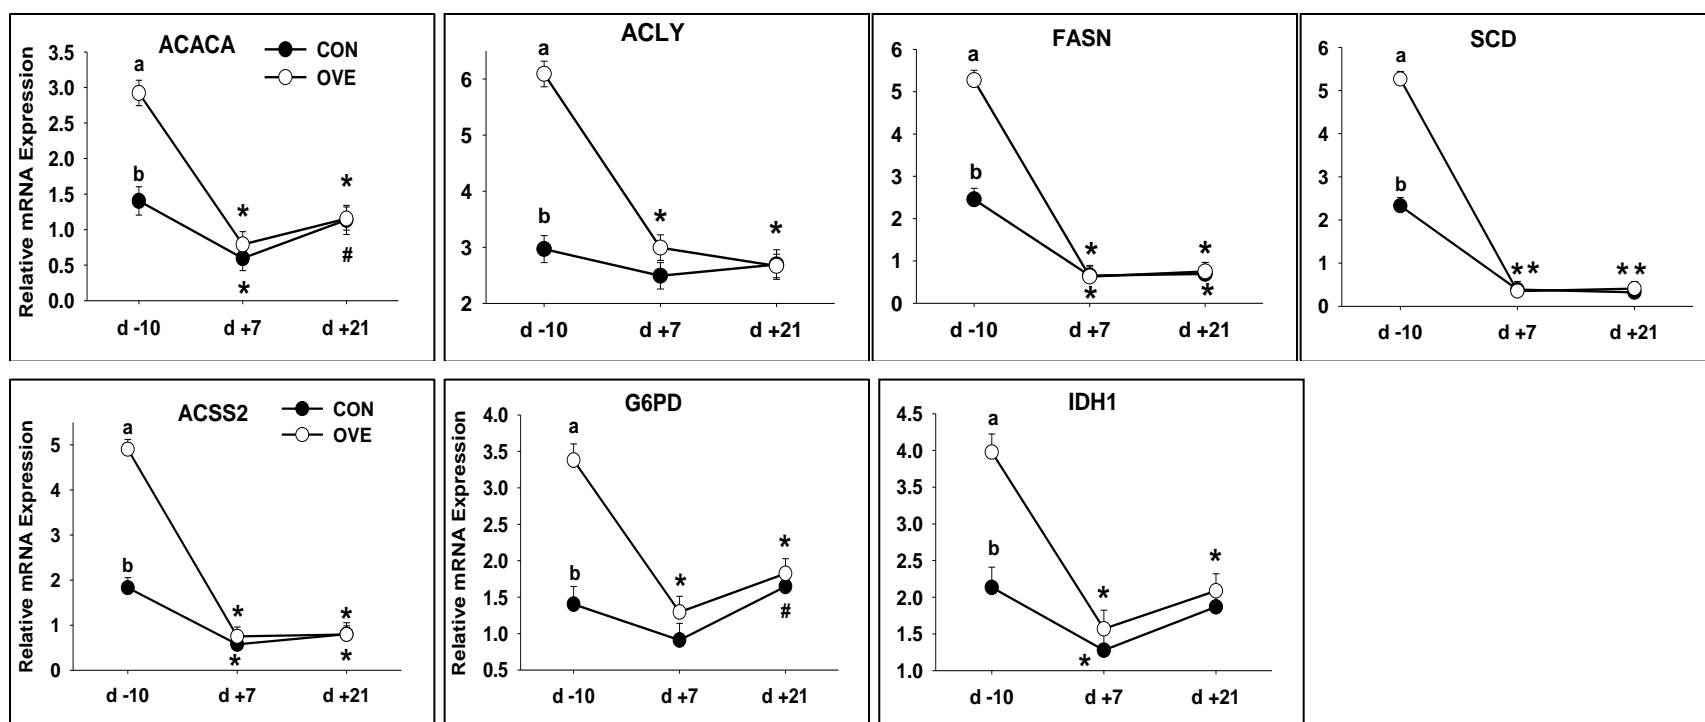 ACACA
CON
OVE
Relative mRNA Expression
3.5
3.0
2.5
2.0
1.5
1.0
0.5
0.0
a
b
*
*
*
#
d -10 d +7 d +21
ACLY
6
5
4
3
2
a
b
*
*
d -10 d +7 d +21
FASN
6
5
4
3
2
1
0
a
b
* *
* *
d -10 d +7 d +21
SCD
6
5
4
3
2
1
0
a
b
** **
d -10 d +7 d +21
ACSS2
CON
OVE
Relative mRNA Expression
5
4
3
2
1
0
a
b
* *
* *
d -10 d +7 d +21
G6PD
Relative mRNA Expression
4.0
3.5
3.0
2.5
2.0
1.5
1.0
0.5
a
b
*
*
#
d -10 d +7 d +21
IDH1
4.5
4.0
3.5
3.0
2.5
2.0
1.5
1.0
a
b
*
*
*
d -10 d +7 d +21